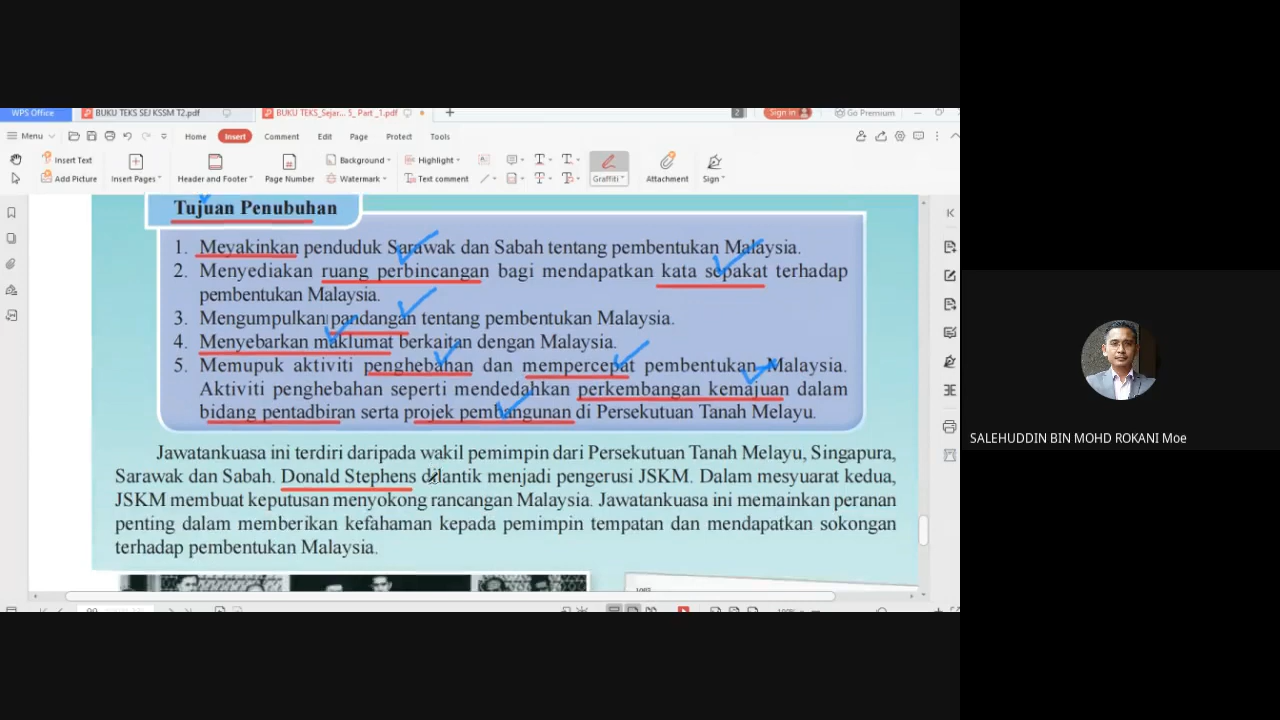 WPS Office
BUKU TEKS SEJ KSSM T2.pdf
BUKU TEKS_Sejar... 5_ Part _1.pdf
2
Sign in
Go Premium
Menu
Home
Insert
Comment
Edit
Page
Protect
Tools
Insert Text
Add Picture
Insert Pages
Header and Footer
Page Number
Background
Watermark
Highlight
Text comment
Graffiti
Attachment
Sign
Tujuan Penubuhan
1. Meyakinkan penduduk Sarawak dan Sabah tentang pembentukan Malaysia.
2. Menyediakan ruang perbincangan bagi mendapatkan kata sepakat terhadap
pembentukan Malaysia.
3. Mengumpulkan pandangan tentang pembentukan Malaysia.
4. Menyebarkan maklumat berkaitan dengan Malaysia.
5. Memupuk aktiviti penghebahan dan mempercepat pembentukan Malaysia.
Aktiviti penghebahan seperti mendedahkan perkembangan kemajuan dalam
bidang pentadbiran serta projek pembangunan di Persekutuan Tanah Melayu.
Jawatankuasa ini terdiri daripada wakil pemimpin dari Persekutuan Tanah Melayu, Singapura,
Sarawak dan Sabah. Donald Stephens dilantik menjadi pengerusi JSKM. Dalam mesyuarat kedua,
JSKM membuat keputusan menyokong rancangan Malaysia. Jawatankuasa ini memainkan peranan
penting dalam memberikan kefahaman kepada pemimpin tempatan dan mendapatkan sokongan
terhadap pembentukan Malaysia.
SALEHUDDIN BIN MOHD ROKANI Moe